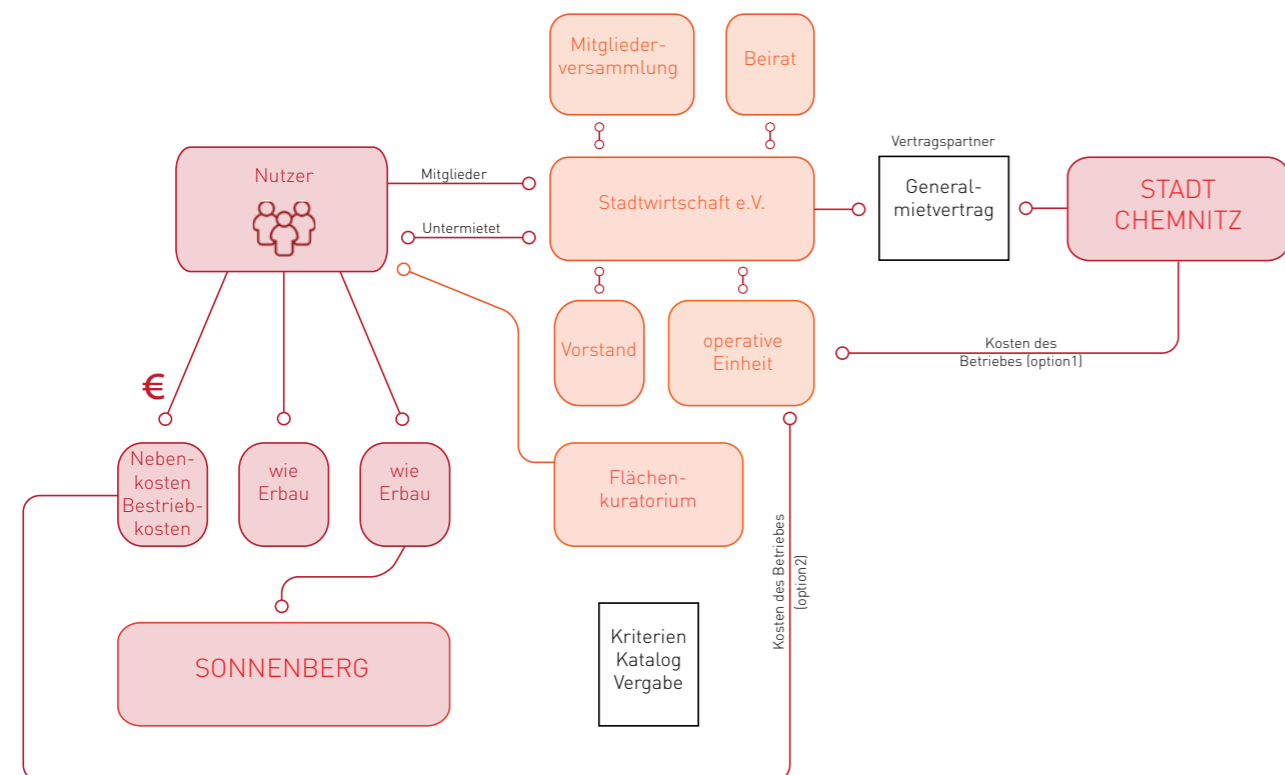 Mitglieder-
versammlung
Beirat
Nutzer
Mitglieder
Untermietet
Stadtwirtschaft e.V.
Vertragspartner
General-
mietvertrag
STADT
CHEMNITZ
Vorstand
operative
Einheit
Kosten des
Betriebes (option1)
€
Neben-
kosten
Bestrieb-
kosten
wie
Erbau
wie
Erbau
Flächen-
kuratorium
Kosten des Betriebes
(option2)
SONNENBERG
Kriterien
Katalog
Vergabe